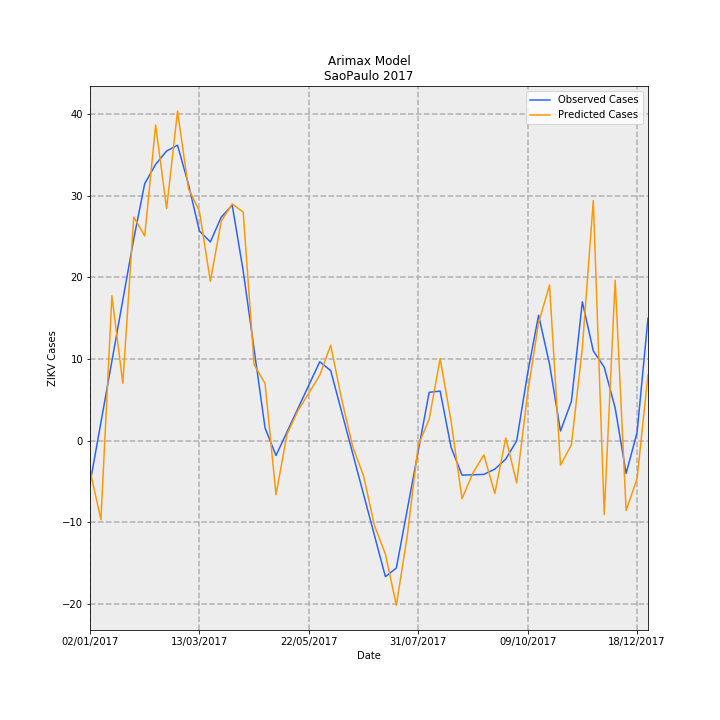 Arimax Model
SaoPaulo 2017
Observed Cases
Predicted Cases
ZIKV Cases
40
30
20
10
0
−10
−20
02/01/2017 13/03/2017 22/05/2017 31/07/2017 09/10/2017 18/12/2017
Date